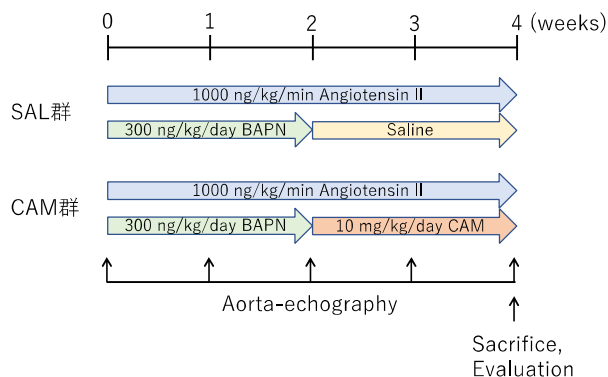 0 1 2 3 4 (weeks)
SAL群
1000 ng/kg/min Angiotensin II
300 ng/kg/day BAPN
Saline
CAM群
1000 ng/kg/min Angiotensin II
300 ng/kg/day BAPN
10 mg/kg/day CAM
Aorta-echography
Sacrifice,
Evaluation